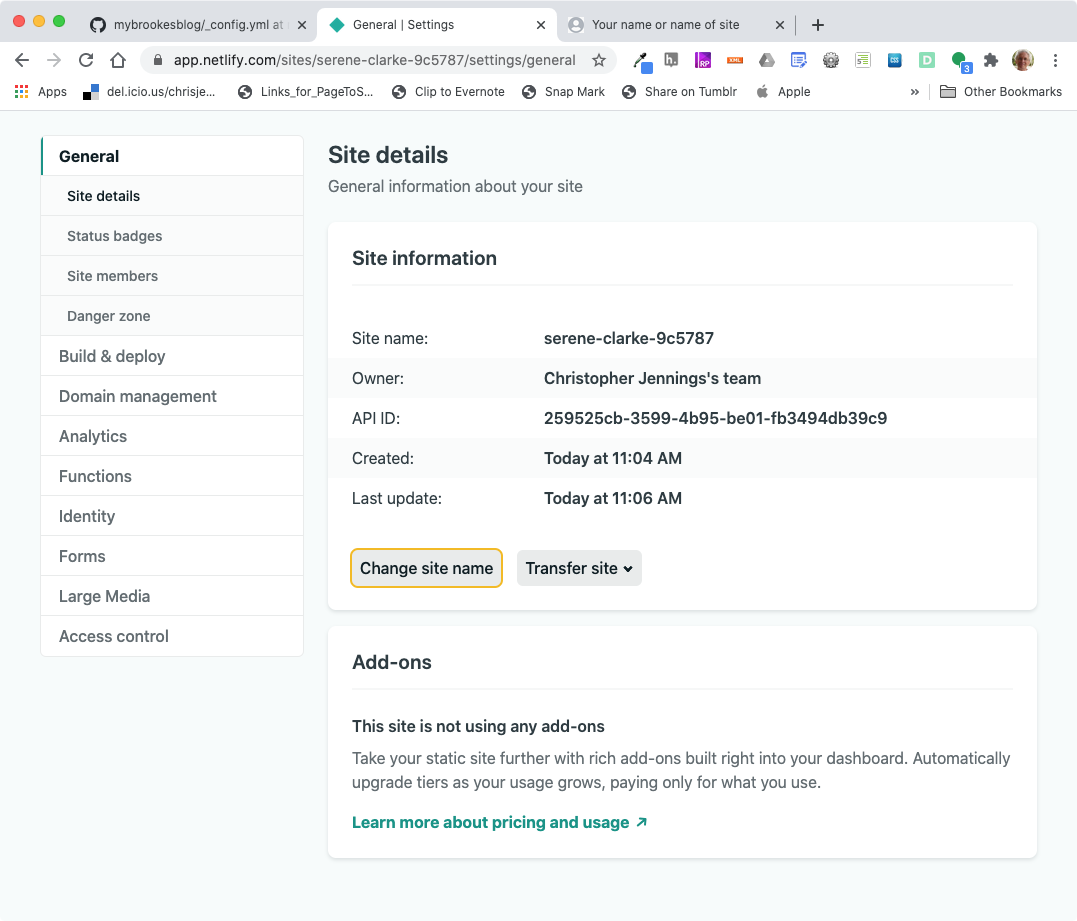 mybrookesblog/_config.yml at
General | Settings
Your name or name of site
app.netlify.com/sites/serene-clarke-9c5787/settings/general
Apps
del.icio.us/chrisje...
Links_for_PageToS...
Clip to Evernote
Snap Mark
Share on Tumblr
Apple
»
Other Bookmarks
h.
RP
XML
CSS
D
3
General
Site details
Status badges
Site members
Danger zone
Build & deploy
Domain management
Analytics
Functions
Identity
Forms
Large Media
Access control
Site details
General information about your site
Site information
Site name: serene-clarke-9c5787
Owner: Christopher Jennings's team
API ID: 259525cb-3599-4b95-be01-fb3494db39c9
Created: Today at 11:04 AM
Last update: Today at 11:06 AM
Change site name Transfer site
Add-ons
This site is not using any add-ons
Take your static site further with rich add-ons built right into your dashboard. Automatically
upgrade tiers as your usage grows, paying only for what you use.
Learn more about pricing and usage